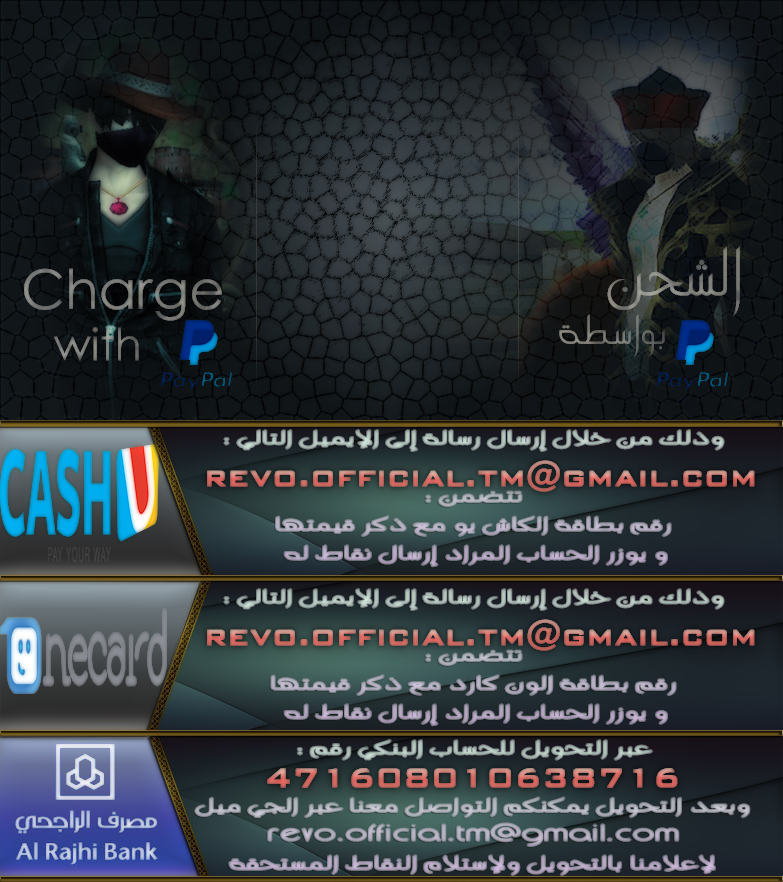 Charge
with
PayPal
الشحن
بواسطة
PayPal
CASHU
PAY YOUR WAY
وذلك من خلال إرسال رسالة إلى الإيميل التالي :
REVO.OFFICIAL.TM@GMAIL.COM
تتضمن :
رقم بطاقة الكاش يو مع ذكر قيمتها
و يوزر الحساب المراد إرسال نقاط له
onecard
وذلك من خلال إرسال رسالة إلى الإيميل التالي :
REVO.OFFICIAL.TM@GMAIL.COM
تتضمن :
رقم بطاقة الون كارد مع ذكر قيمتها
و يوزر الحساب المراد إرسال نقاط له
مصرف الراجحي
Al Rajhi Bank
عبر التحويل للحساب البنكي رقم :
471608010638716
وبعد التحويل يمكنكم التواصل معنا عبر الجي ميل
revo.official.tm@gmail.com
لإعلامنا بالتحويل ولإستلام النقاط المستحقة